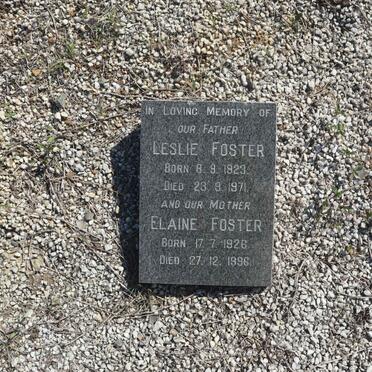 IN LOVING MEMORY OF
OUR FATHER
LESLIE FOSTER
BORN 8. 9. 1923.
DIED 23. 9. 1971.
AND OUR MOTHER
ELAINE FOSTER
BORN 17. 7. 1926.
DIED 27. 12. 1996.